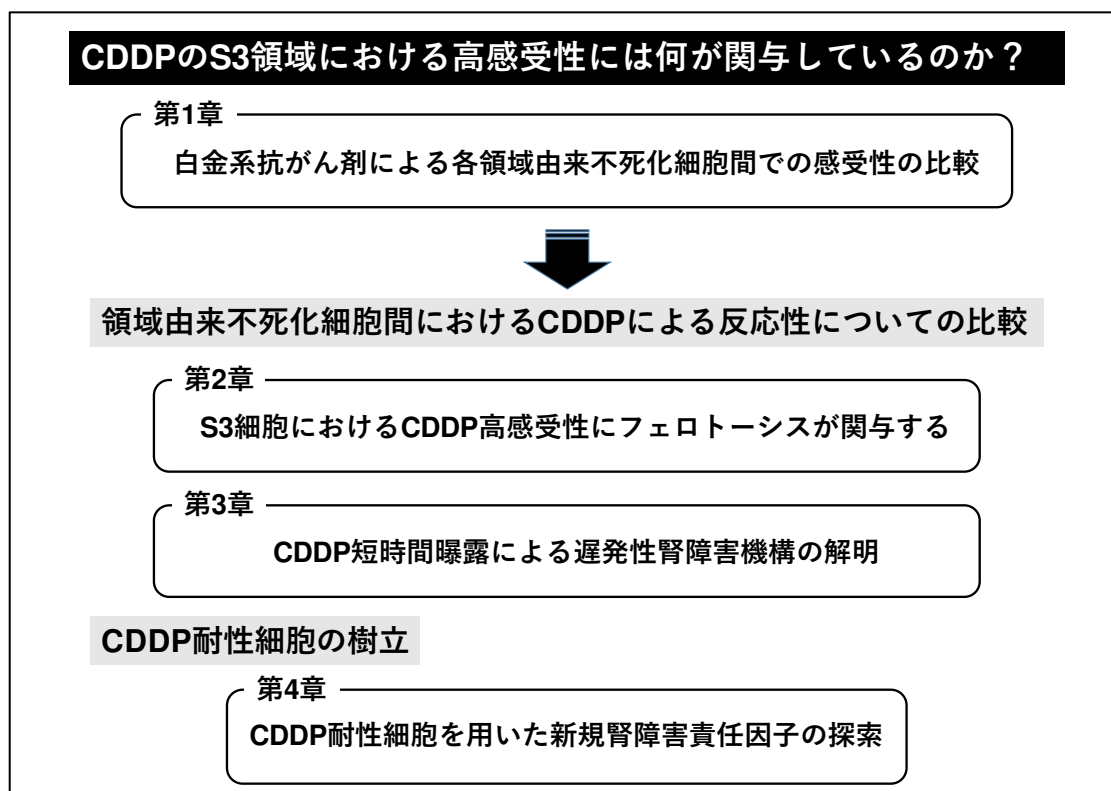 CDDPのS3領域における高感受性には何が関与しているのか？
第1章
白金系抗がん剤による各領域由来不死化細胞間での感受性の比較
領域由来不死化細胞間におけるCDDPによる反応性についての比較
第2章
S3細胞におけるCDDP高感受性にフェロトーシスが関与する
第3章
CDDP短時間曝露による遅発性腎障害機構の解明
CDDP耐性細胞の樹立
第4章
CDDP耐性細胞を用いた新規腎障害責任因子の探索